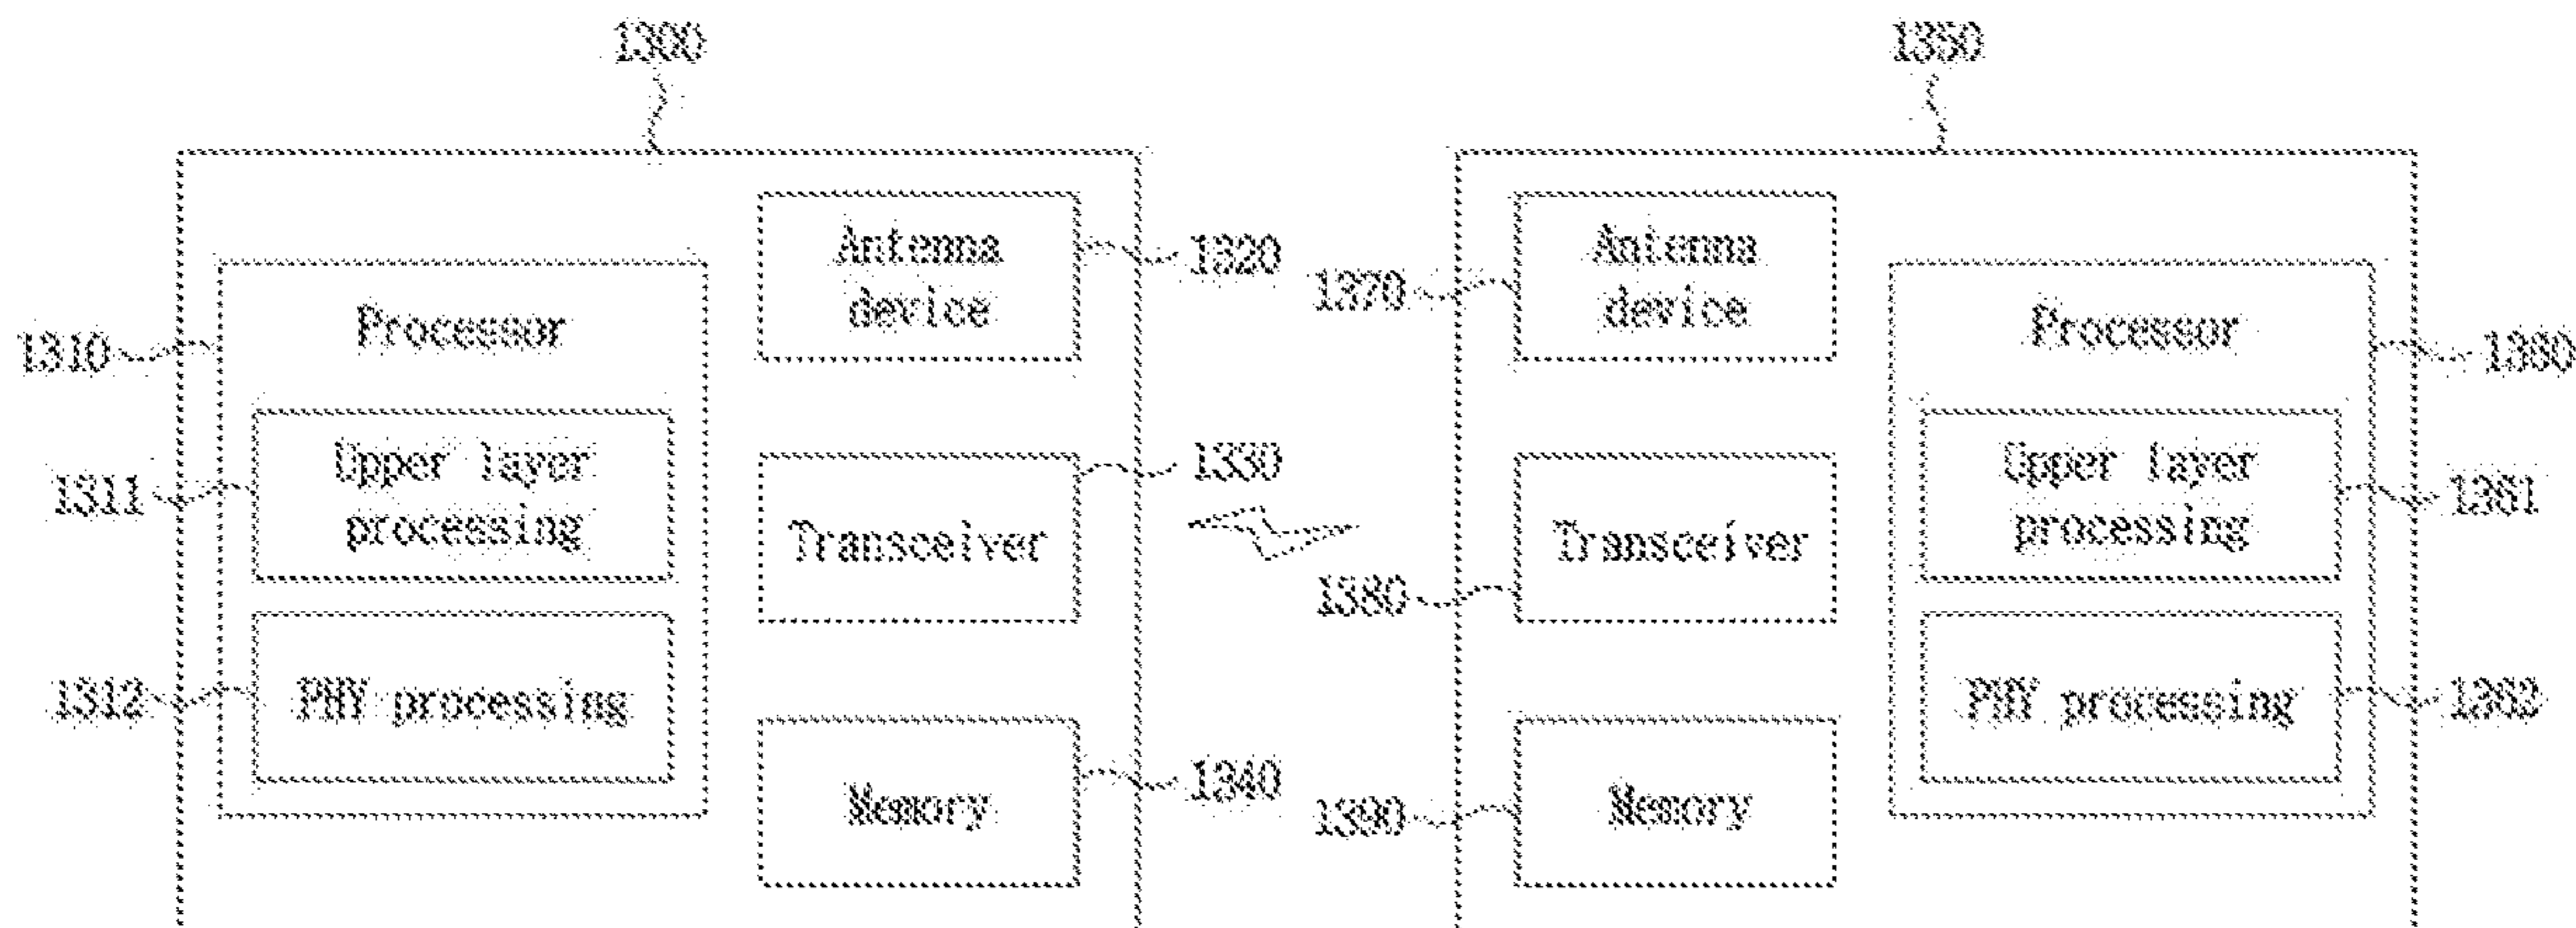 1300
1350
Antenna
device
1320
1370
Antenna
device
1310
Processor
Processor
1360
1311
Upper layer
processing
1330
Transceiver
Transceiver
1380
Upper layer
processing
1361
1312
PHY processing
PHY processing
1362
Memory
1340
1390
Memory